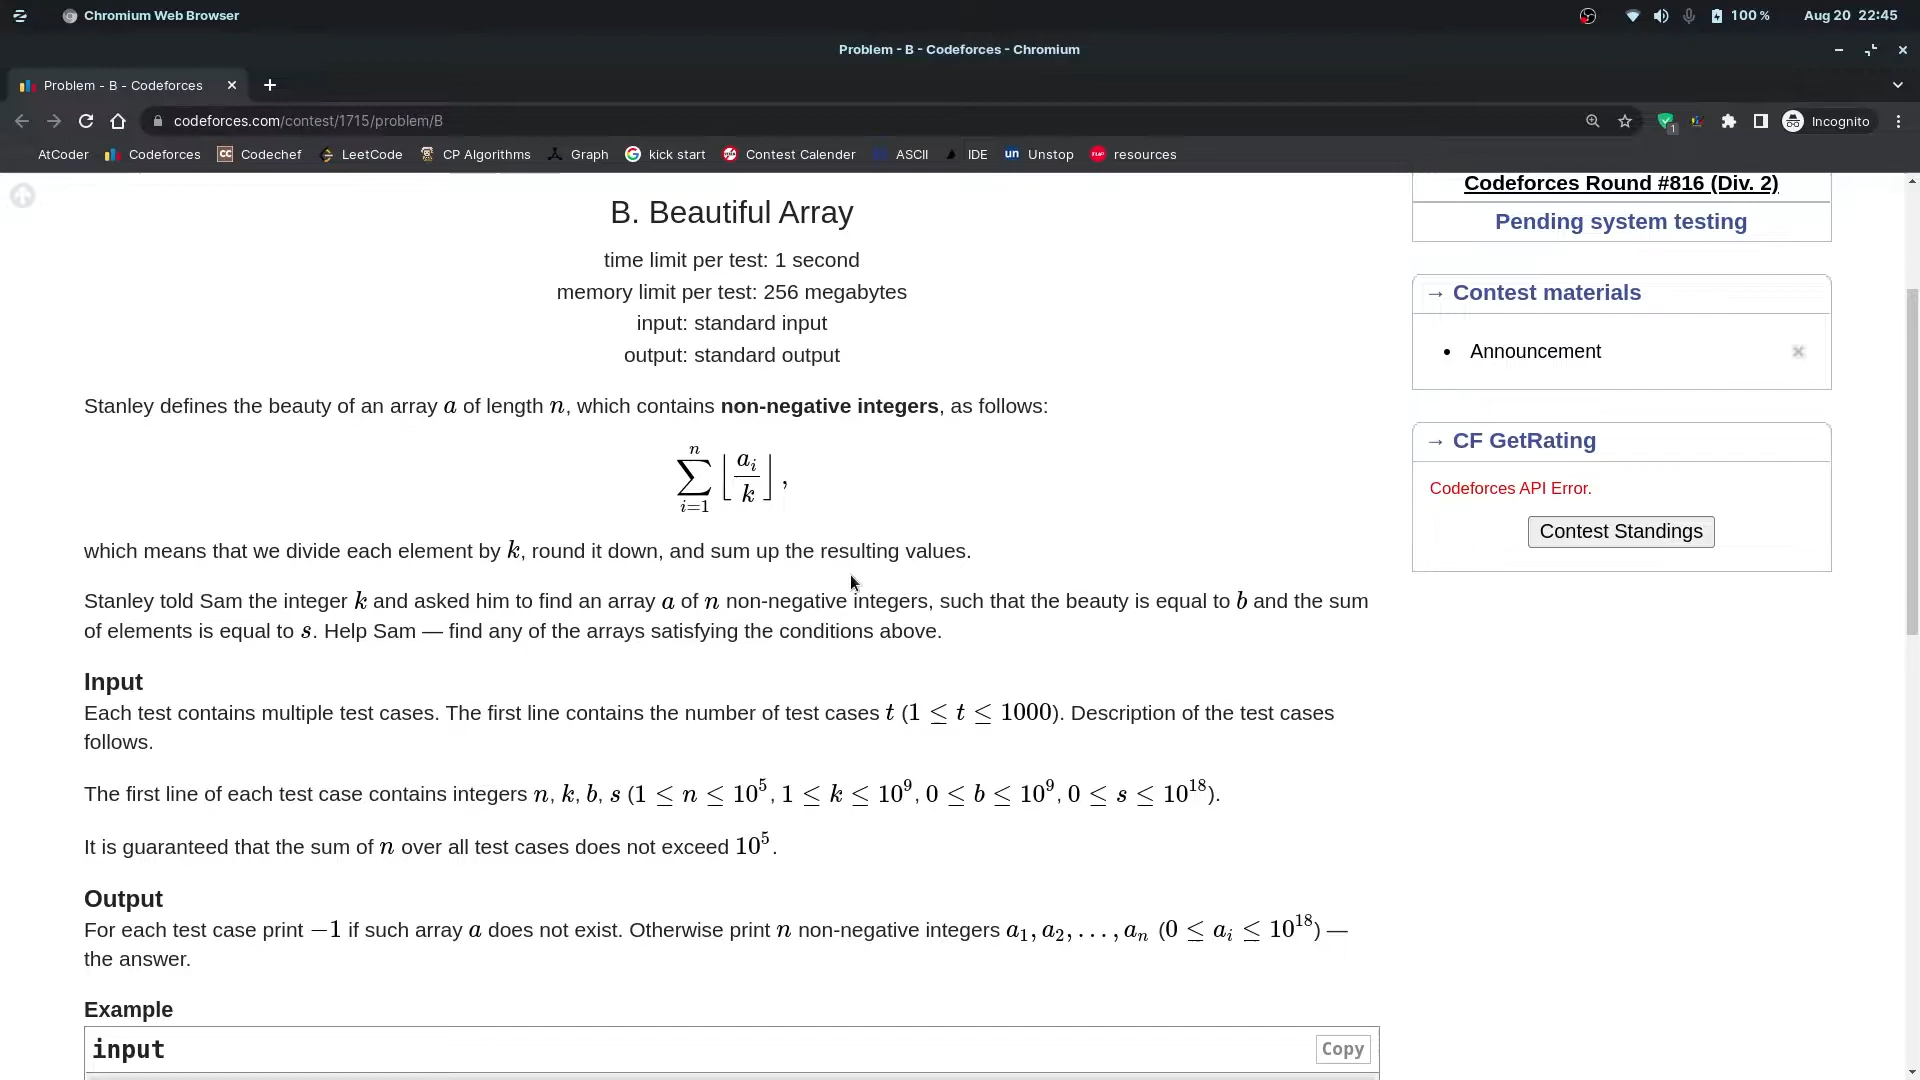 Chromium Web Browser
100 %
Aug 20 22:45
Problem - B - Codeforces - Chromium
Problem - B - Codeforces
codeforces.com/contest/1715/problem/B
1
Incognito
AtCoder
Codeforces
CC Codechef
LeetCode
CP Algorithms
Graph
kick start
Contest Calender
ASCII
IDE
un Unstop
resources
B. Beautiful Array
time limit per test: 1 second
memory limit per test: 256 megabytes
input: standard input
output: standard output
Stanley defines the beauty of an array a of length n, which contains non-negative integers, as follows:
∑_{i=1}^{n} ⌊a_i/k⌋,
which means that we divide each element by k, round it down, and sum up the resulting values.
Stanley told Sam the integer k and asked him to find an array a of n non-negative integers, such that the beauty is equal to b and the sum
of elements is equal to s. Help Sam — find any of the arrays satisfying the conditions above.
Input
Each test contains multiple test cases. The first line contains the number of test cases t (1 ≤ t ≤ 1000). Description of the test cases
follows.
The first line of each test case contains integers n, k, b, s (1 ≤ n ≤ 10^5, 1 ≤ k ≤ 10^9, 0 ≤ b ≤ 10^9, 0 ≤ s ≤ 10^18).
It is guaranteed that the sum of n over all test cases does not exceed 10^5.
Output
For each test case print −1 if such array a does not exist. Otherwise print n non-negative integers a_1, a_2, . . . , a_n (0 ≤ a_i ≤ 10^18) —
the answer.
Example
input
Copy
Codeforces Round #816 (Div. 2)
Pending system testing
→ Contest materials
• Announcement
→ CF GetRating
Codeforces API Error.
Contest Standings